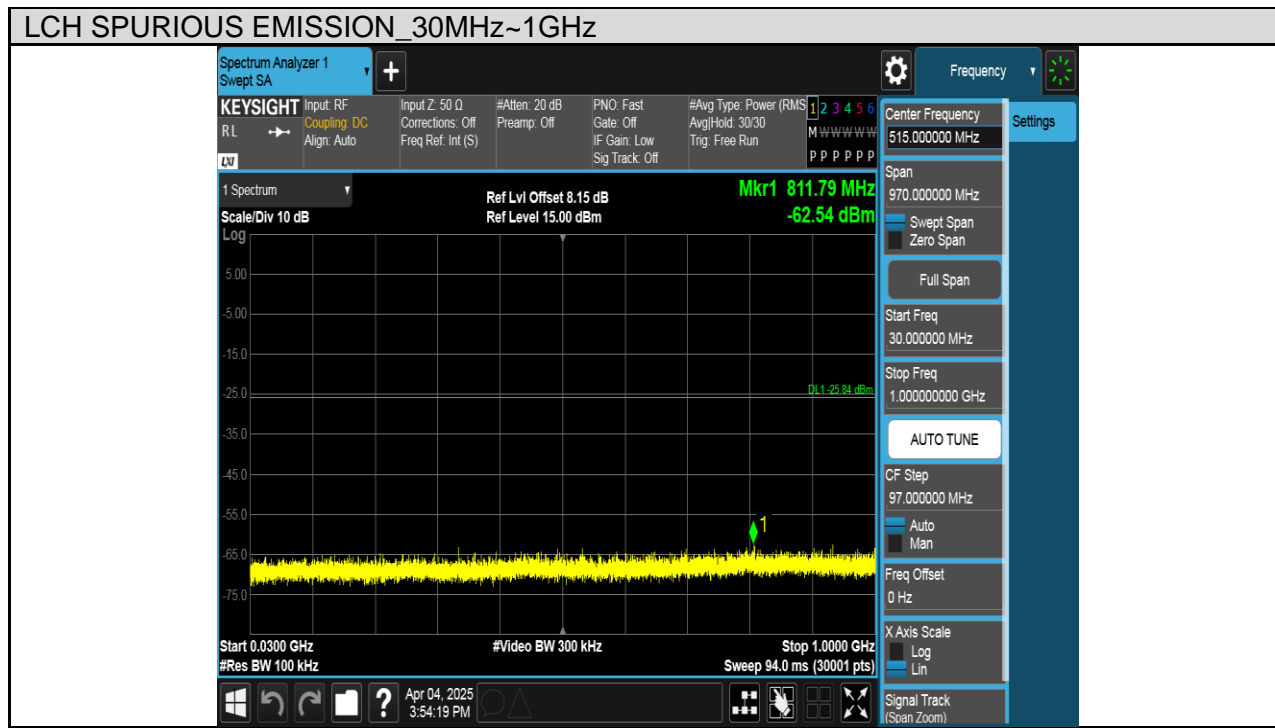 LCH SPURIOUS EMISSION_30MHz~1GHz
Spectrum Analyzer 1
Swept SA
+
Frequency
KEYSIGHT
RL
LXI
Input: RF
Coupling: DC
Align: Auto
Input Z: 50 Ω
Corrections: Off
Freq Ref: Int (S)
#Atten: 20 dB
Preamp: Off
PNO: Fast
Gate: Off
IF Gain: Low
Sig Track: Off
#Avg Type: Power (RMS
Avg|Hold: 30/30
Trig: Free Run
1 2 3 4 5 6
M W W W W W
P P P P P P
Center Frequency
515.000000 MHz
Settings
1 Spectrum
Scale/Div 10 dB
Ref Lvl Offset 8.15 dB
Ref Level 15.00 dBm
Mkr1 811.79 MHz
-62.54 dBm
Span
970.000000 MHz
Swept Span
Zero Span
Full Span
Start Freq
30.000000 MHz
Stop Freq
1.000000000 GHz
AUTO TUNE
CF Step
97.000000 MHz
Auto
Man
Freq Offset
0 Hz
X Axis Scale
Log
Lin
Signal Track
(Span Zoom)
Log
5.00
-5.00
-15.0
-25.0
DL1 -25.84 dBm
-35.0
-45.0
-55.0
1
-65.0
-75.0
Start 0.0300 GHz
#Video BW 300 kHz
Stop 1.0000 GHz
#Res BW 100 kHz
Sweep 94.0 ms (30001 pts)
?
Apr 04, 2025
3:54:19 PM